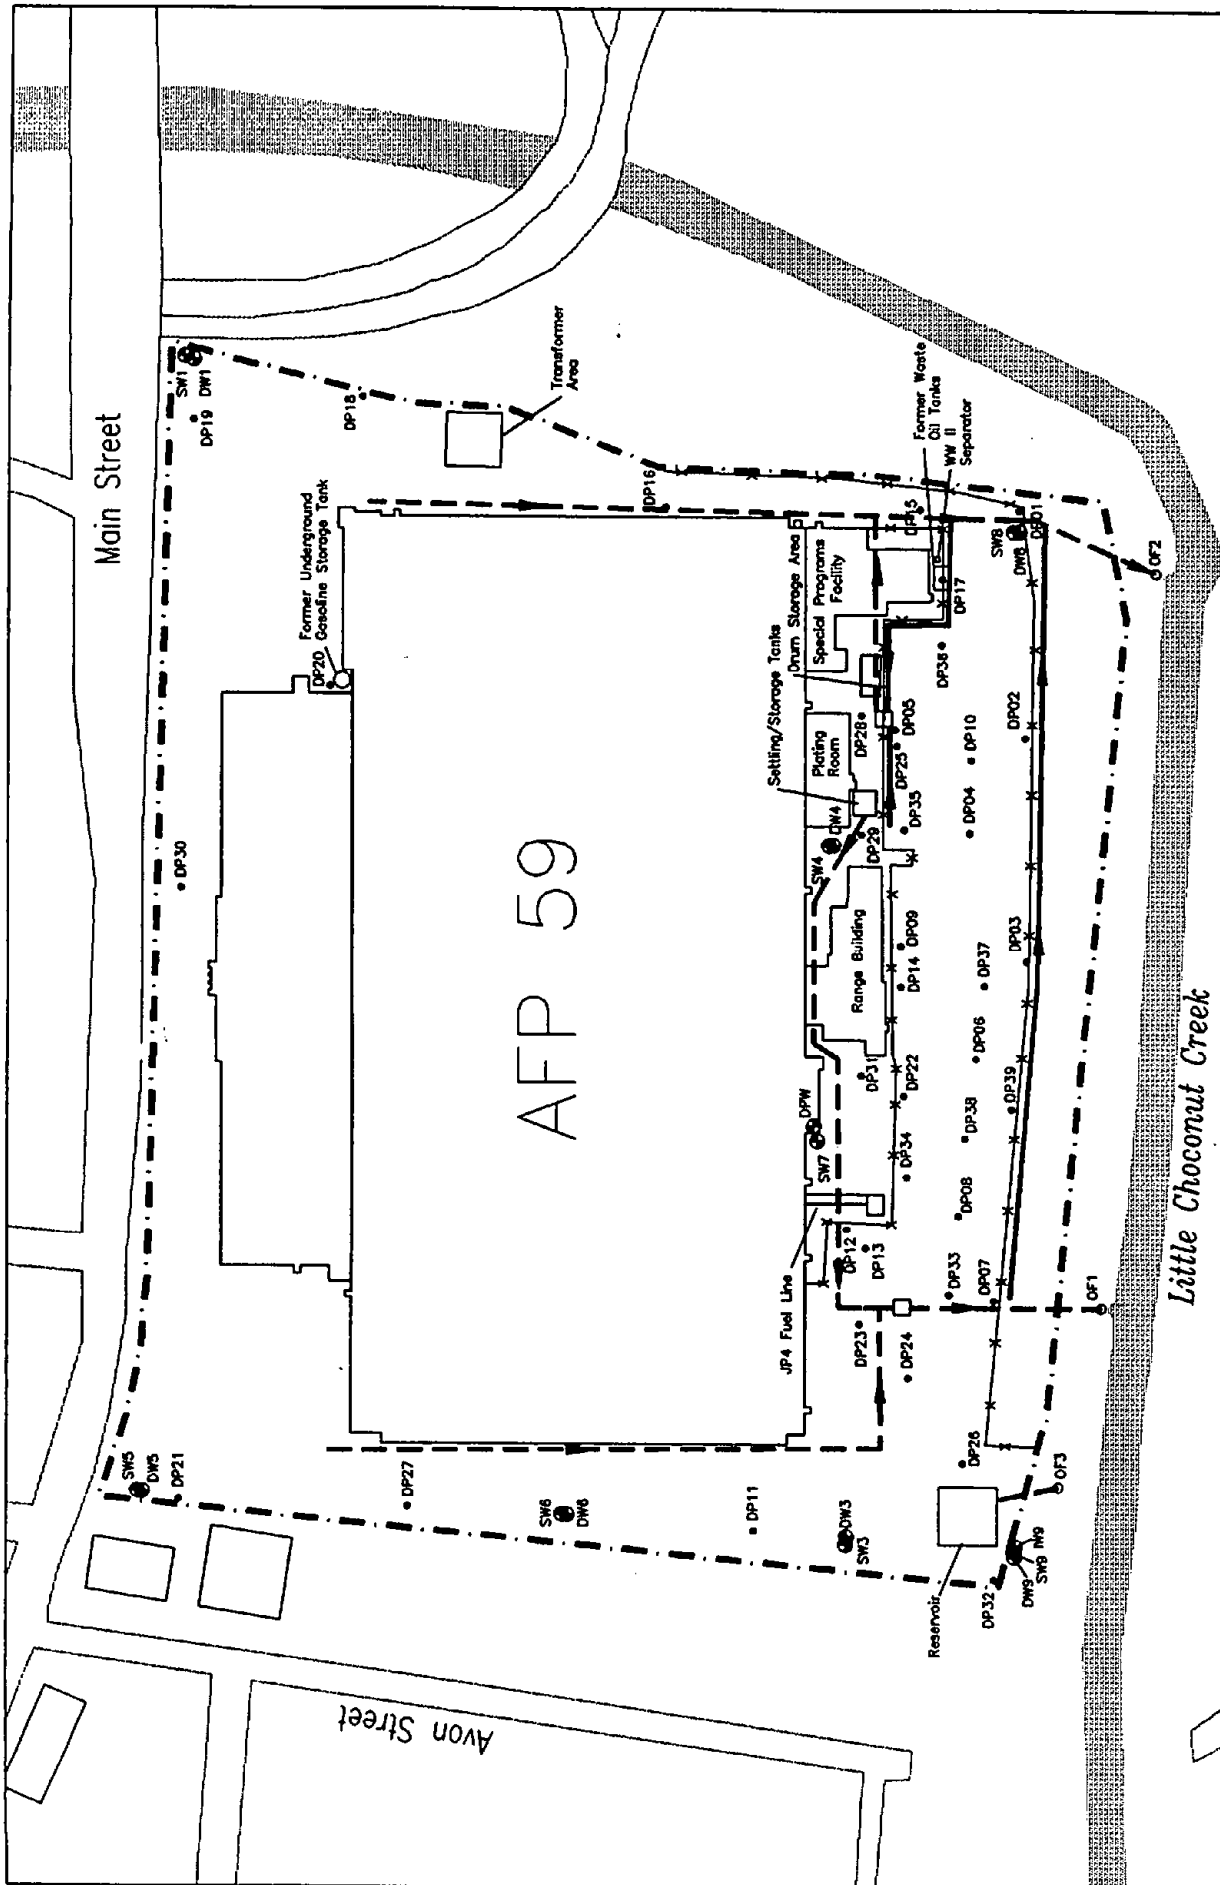 Main Street
SW1
DW1
DP19
DP18
Transformer
Area
Former Underground
Gasoline Storage Tank
DP20
DP30
DP16
Former Waste
Oil Tanks
WW II
Separator
DP15
DP01
SW8
DW8
OF2
Drum Storage Area
Special Programs
Facility
DP17
DP36
Settling/Storage Tanks
Plating
Room
DP28
DP05
DP25
DP35
DP29
DW4
SW4
DP02
DP10
DP04
AFP 59
Range Building
DP09
DP14
DP37
DP03
DP06
DP39
DP31
DP22
DP38
DPW
SW7
DP34
DP08
JP4 Fuel Line
DP12
DP13
DP33
DP07
OF1
DP23
DP24
Little Choconut Creek
SW5
DW5
DP21
DP27
SW6
DW6
DP11
DW3
SW3
DP26
OF3
Reservoir
DP32
DW9
SW9
IW9
Avon Street